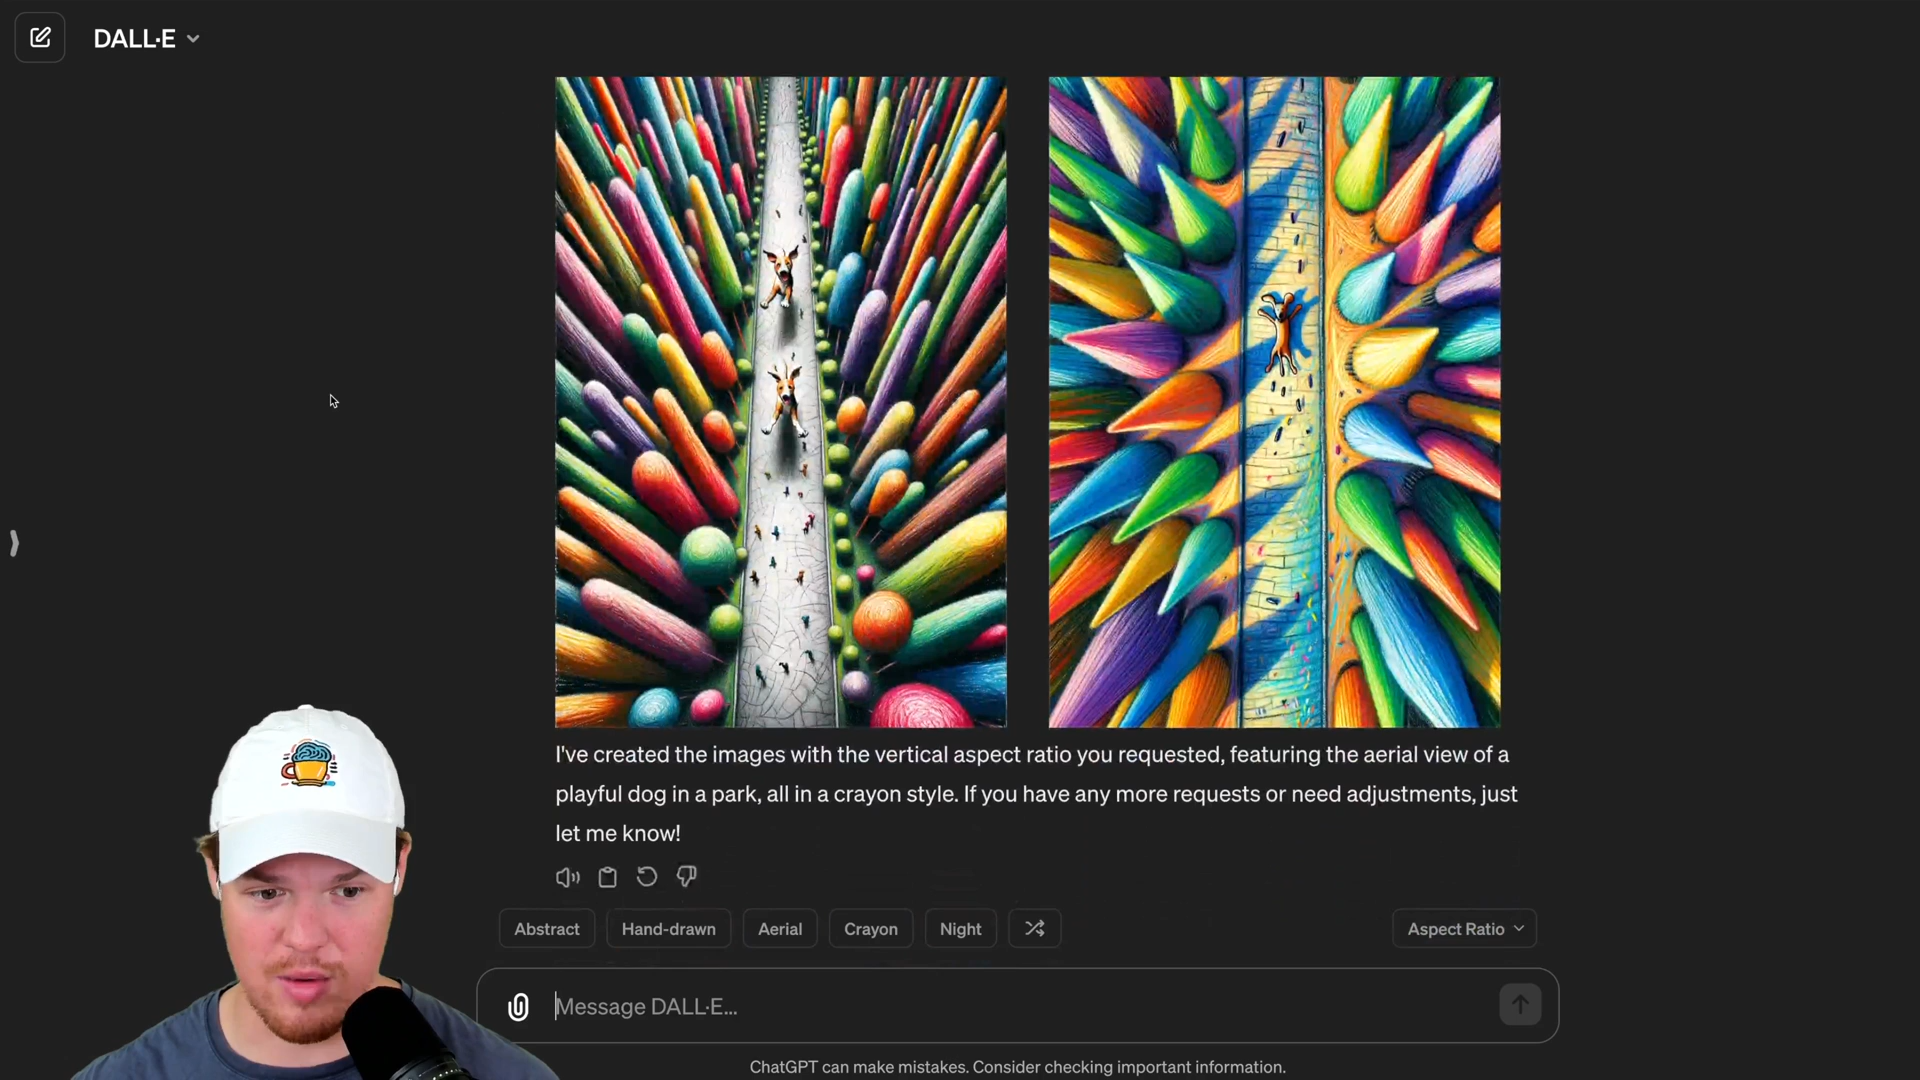 DALL·E
I've created the images with the vertical aspect ratio you requested, featuring the aerial view of a
playful dog in a park, all in a crayon style. If you have any more requests or need adjustments, just
let me know!
Abstract
Hand-drawn
Aerial
Crayon
Night
Aspect Ratio
Message DALL·E...
ChatGPT can make mistakes. Consider checking important information.